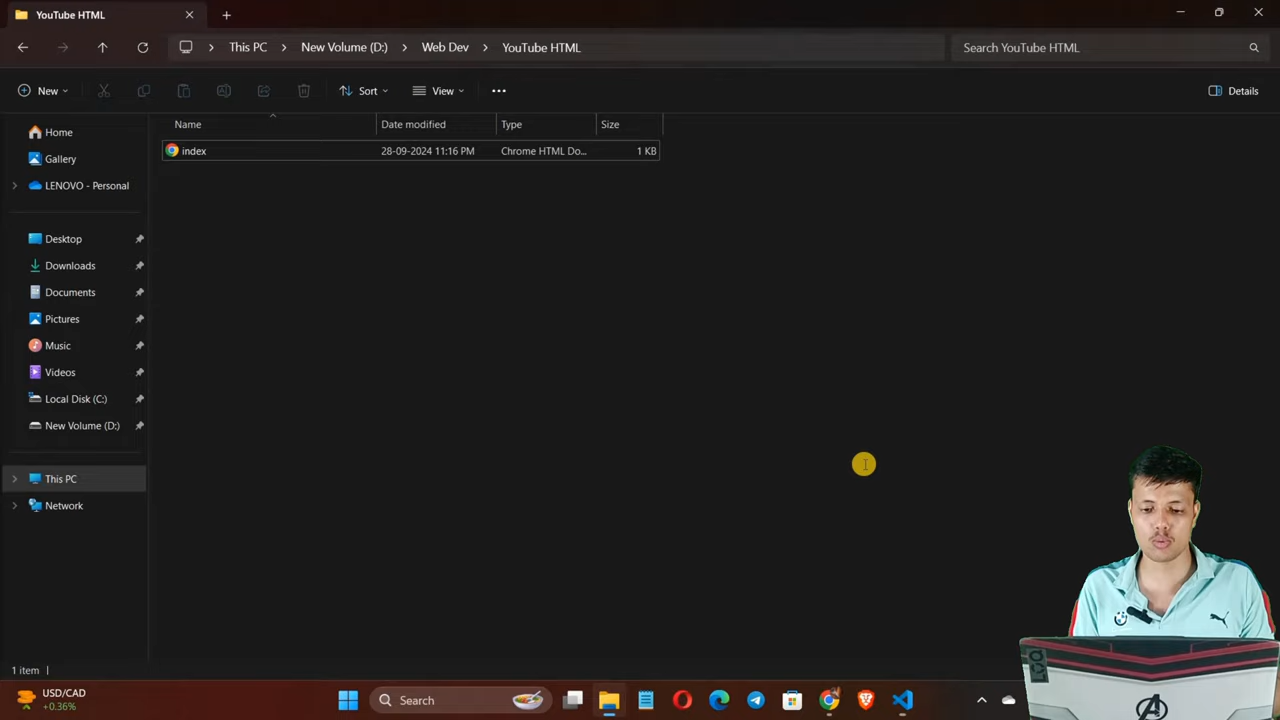 YouTube HTML
This PC
New Volume (D:)
Web Dev
YouTube HTML
Search YouTube HTML
New
Sort
View
Details
Name
Date modified
Type
Size
index
28-09-2024 11:16 PM
Chrome HTML Do...
1 KB
Home
Gallery
LENOVO - Personal
Desktop
Downloads
Documents
Pictures
Music
Videos
Local Disk (C:)
New Volume (D:)
This PC
Network
1 item
USD/CAD
+0.36%
Search